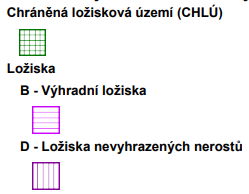 Chráněná ložisková území (CHLÚ)
Ložiska
B - Výhradní ložiska
D - Ložiska nevyhrazených nerostů